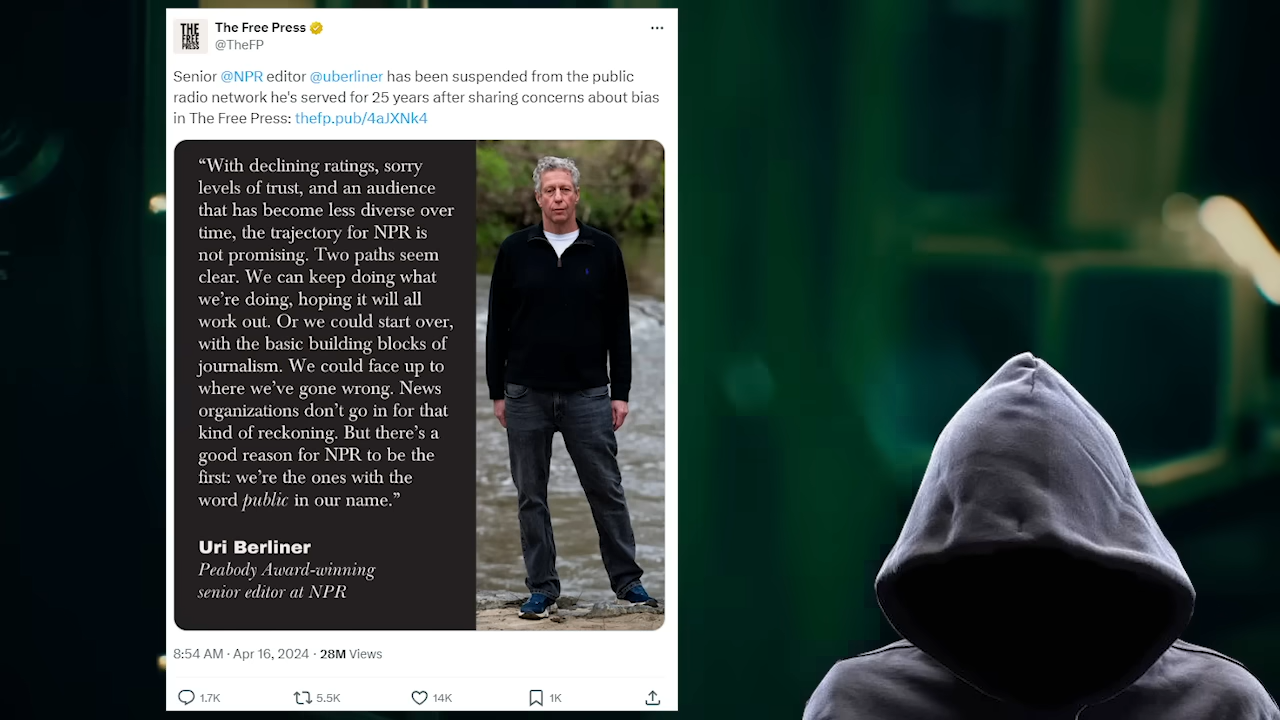 THE
FREE
PRESS
The Free Press
@TheFP
Senior @NPR editor @uberliner has been suspended from the public
radio network he's served for 25 years after sharing concerns about bias
in The Free Press: thefp.pub/4aJXNk4
“With declining ratings, sorry
levels of trust, and an audience
that has become less diverse over
time, the trajectory for NPR is
not promising. Two paths seem
clear. We can keep doing what
we’re doing, hoping it will all
work out. Or we could start over,
with the basic building blocks of
journalism. We could face up to
where we’ve gone wrong. News
organizations don’t go in for that
kind of reckoning. But there’s a
good reason for NPR to be the
first: we’re the ones with the
word public in our name.”
Uri Berliner
Peabody Award-winning
senior editor at NPR
8:54 AM · Apr 16, 2024 · 28M Views
1.7K 5.5K 14K 1K